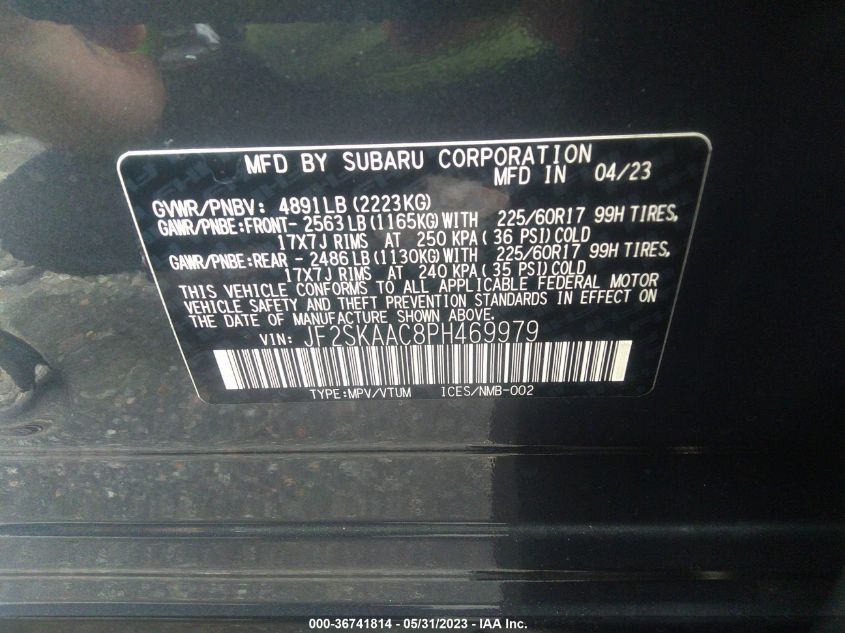 MFD BY SUBARU CORPORATION
MFD IN 04/23
GVWR/PNBV: 4891LB (2223KG)
GAWR/PNBE:FRONT- 2563LB (1165KG) WITH 225/60R17 99H TIRES,
17X7J RIMS AT 250 KPA ( 36 PSI) COLD
GAWR/PNBE:REAR - 2486LB (1130KG) WITH 225/60R17 99H TIRES,
17X7J RIMS AT 240 KPA ( 35 PSI) COLD
THIS VEHICLE CONFORMS TO ALL APPLICABLE FEDERAL MOTOR
VEHICLE SAFETY AND THEFT PREVENTION STANDARDS IN EFFECT ON
THE DATE OF MANUFACTURE SHOWN ABOVE.
VIN: JF2SKAAC8PH469979
TYPE:MPV/VTUM ICES/NMB-002
000-36741814 - 05/31/2023 - IAA Inc.